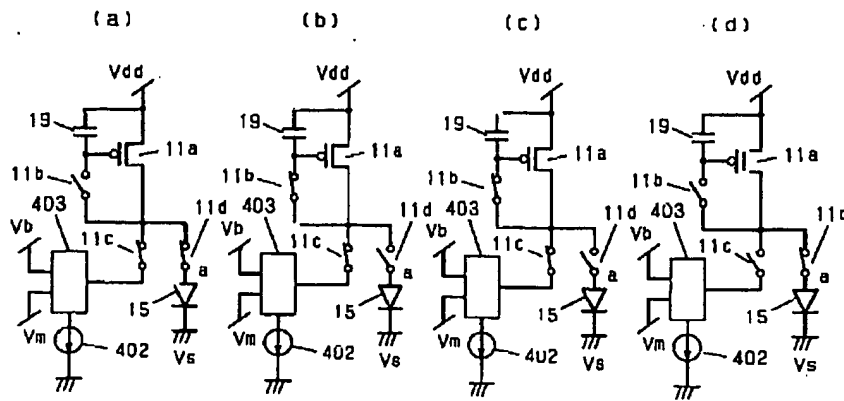 (a) (b) (c) (d)
Vdd Vdd Vdd Vdd
19 19 19 19
11a 11a 11a 11a
11b 11b 11b 11b
403 11d 403 11d 403 11d 403 11d
Vb 11c Vb 11c Vb 11c Vb 11c
a a a a
15 15 15 15
Vm 402 Vs Vm 402 Vs Vm 402 Vs Vm 402 Vs